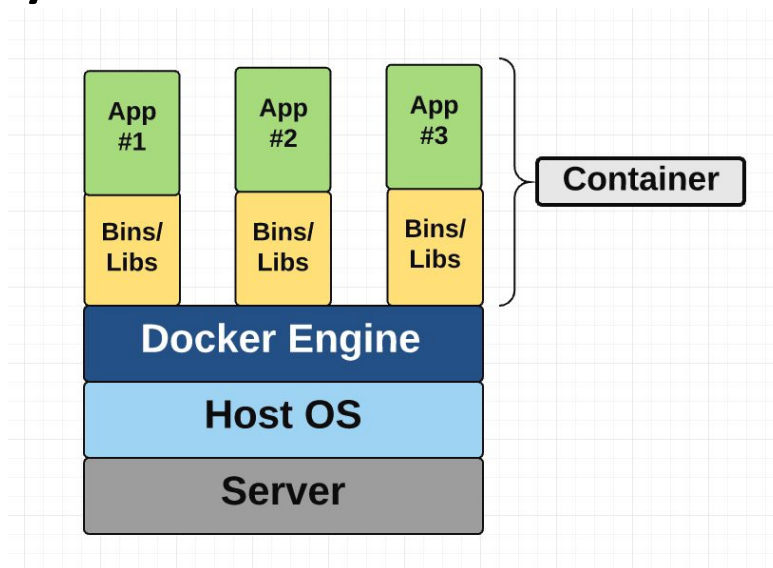 App
#1
App
#2
App
#3
Container
Bins/
Libs
Bins/
Libs
Bins/
Libs
Docker Engine
Host OS
Server